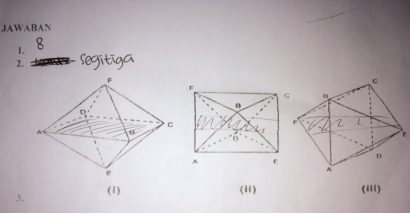 JAWABAN
1. 8
2. segitiga
F
D
A
B
C
E
(i)
F
C
B
D
A
E
(ii)
C
B
F
E
A
D
(iii)
3.